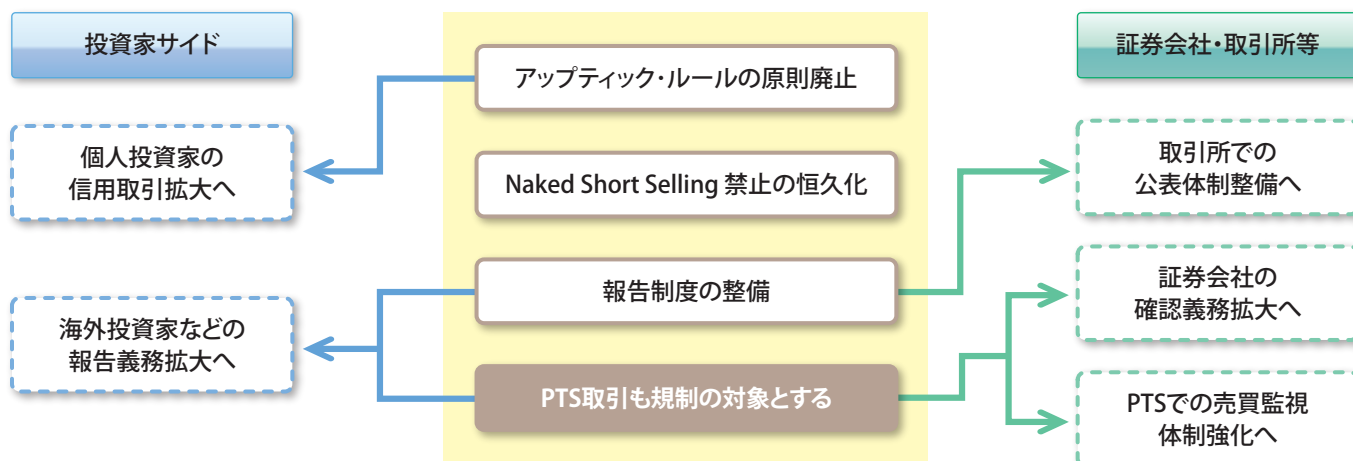 投資家サイド
個人投資家の
信用取引拡大へ
海外投資家などの
報告義務拡大へ
アップティック・ルールの原則廃止
Naked Short Selling 禁止の恒久化
報告制度の整備
PTS取引も規制の対象とする
証券会社・取引所等
取引所での
公表体制整備へ
証券会社の
確認義務拡大へ
PTSでの売買監視
体制強化へ